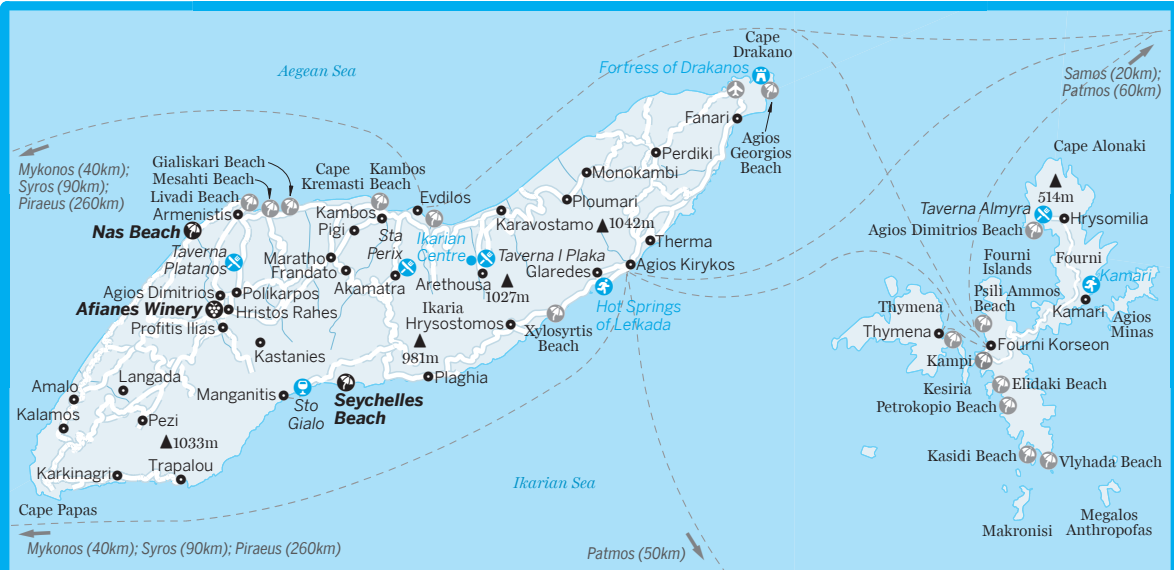 Cape
Drakano
Fortress of Drakanos
Aegean Sea
Samos (20km);
Patmos (60km)
Fanari
Agios
Georgios
Beach
Perdiki
Monokambi
Cape Alonaki
Mykonos (40km);
Syros (90km);
Piraeus (260km)
Gialiskari Beach
Mesahti Beach
Livadi Beach
Armenistis
Nas Beach
Cape
Kremasti
Kambos
Beach
Evdilos
Kambos
Pigi
Ploumari
Karavostamo
1042m
514m
Taverna Almyra
Hrysomilia
Agios Dimitrios Beach
Taverna
Platanos
Maratho
Frandato
Sta
Perix
Akamatra
Ikarian
Centre
Taverna I Plaka
Arethousa
Glaredes
Therma
Agios Kirykos
Fourni
Islands
Fourni
Kamari
Kamari
Agios
Minas
Agios Dimitrios
Polikarpos
Afianes Winery
Hristos Rahes
Profitis Ilias
Kastanies
1027m
Ikaria
Hrysostomos
981m
Hot Springs
of Lefkada
Xylosyrtis
Beach
Psili Ammos
Beach
Thymena
Thymena
Fourni Korseon
Kampi
Kesiria
Elidaki Beach
Petrokopio Beach
Amalo
Langada
Kalamos
Manganitis
Sto
Gialo
Seychelles
Beach
Plaghia
Pezi
1033m
Karkinagri
Trapalou
Kasidi Beach
Vlyhada Beach
Ikarian Sea
Cape Papas
Makronisi
Megalos
Anthropofas
Mykonos (40km); Syros (90km); Piraeus (260km)
Patmos (50km)